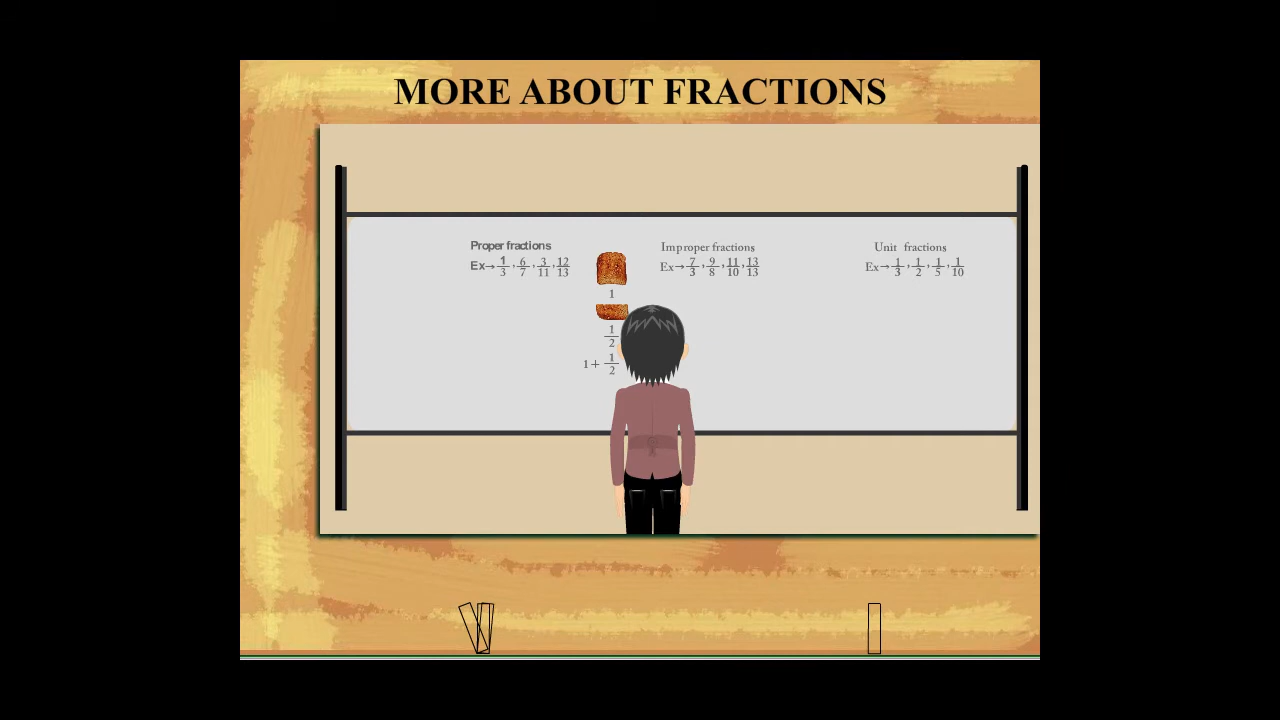 MORE ABOUT FRACTIONS
Proper fractions
Ex→ 1/3 , 6/7 , 3/11 , 12/13
1
1/2
1 + 1/2
Improper fractions
Ex→ 7/3 , 9/8 , 11/10 , 13/13
Unit fractions
Ex→ 1/3 , 1/2 , 1/5 , 1/10